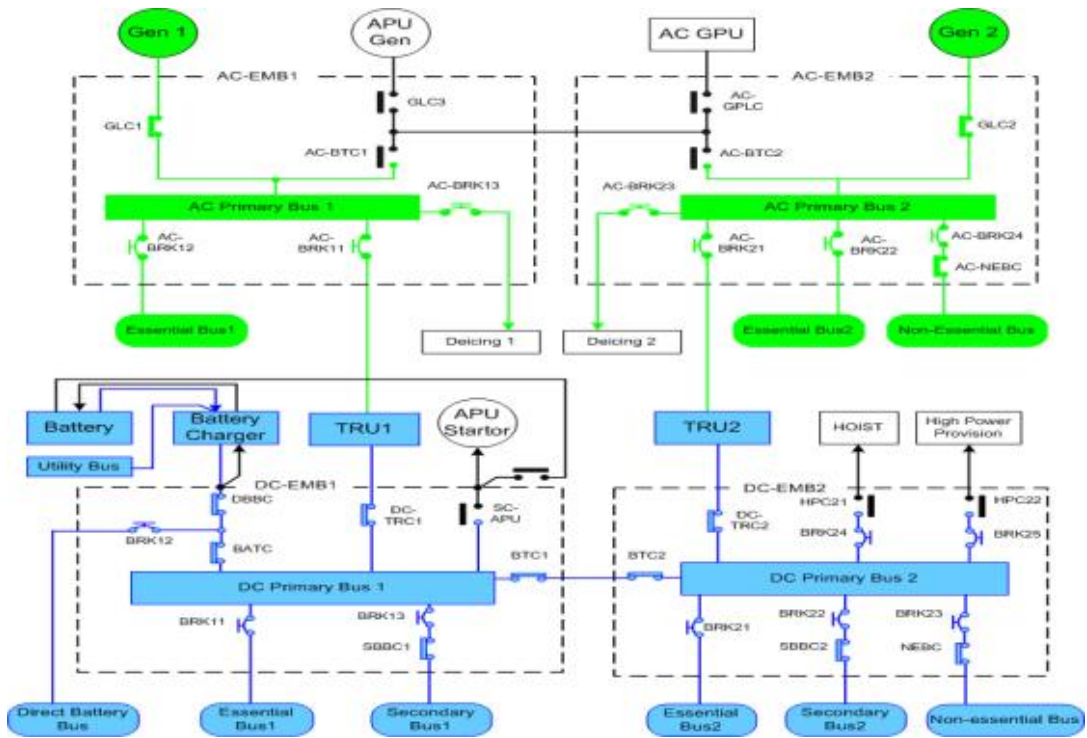 Gen 1
APU
Gen
AC GPU
Gen 2
AC-EMB1
AC-EMB2
GLC1
GLC3
AC-
GPLC
GLC2
AC-BTC1
AC-BTC2
AC-BRK13
AC-BRK23
AC Primary Bus 1
AC Primary Bus 2
AC-
BRK12
AC-
BRK11
AC-
BRK21
AC-
BRK22
AC-BRK24
AC-NEBC
Essential Bus1
Deicing 1
Deicing 2
Essential Bus2
Non-Essential Bus
Battery
Battery
Charger
TRU1
APU
Startor
TRU2
HOIST
High Power
Provision
Utility Bus
DC-EMB1
DC-EMB2
DBBC
DC-
TRC1
SC-
APU
DC-
TRC2
HPC21
HPC22
BRK12
BRK24
BRK25
BATC
BTC1
BTC2
DC Primary Bus 1
DC Primary Bus 2
BRK11
BRK13
SBBC1
BRK21
BRK22
SBBC2
BRK23
NEBC
Direct Battery
Bus
Essential
Bus1
Secondary
Bus1
Essential
Bus2
Secondary
Bus2
Non-essential Bus